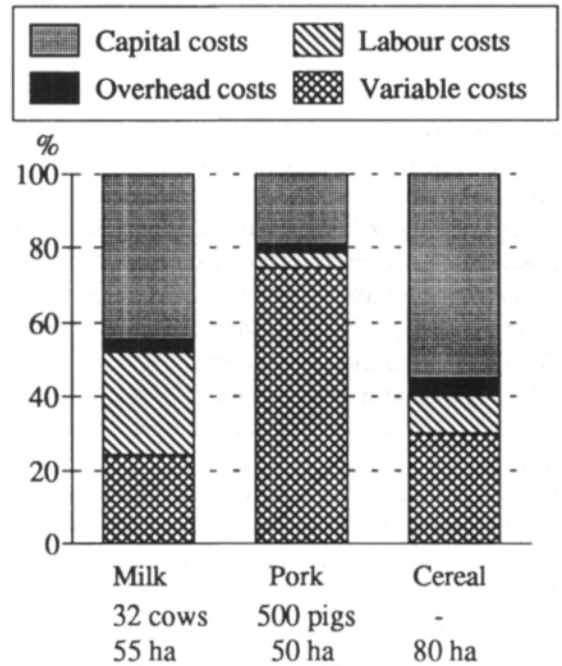 Capital costs Labour costs
Overhead costs Variable costs
%
100
80
60
40
20
0
Milk Pork Cereal
32 cows 500 pigs -
55 ha 50 ha 80 ha